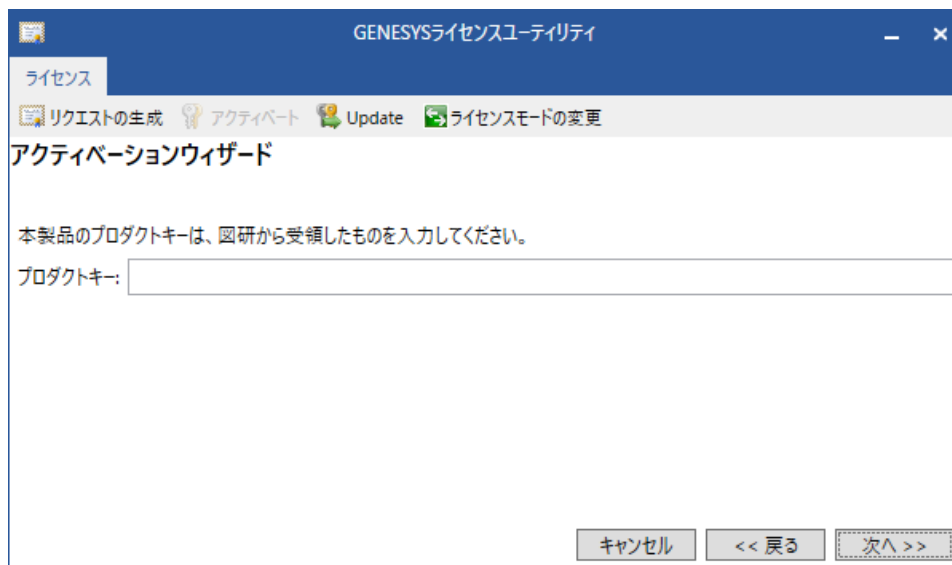 GENESYSライセンスユーティリティ
ライセンス
リクエストの生成 アクティベート Update ライセンスモードの変更
アクティベーションウィザード
本製品のプロダクトキーは、図研から受領したものを入力してください。
プロダクトキー:
キャンセル << 戻る 次へ >>